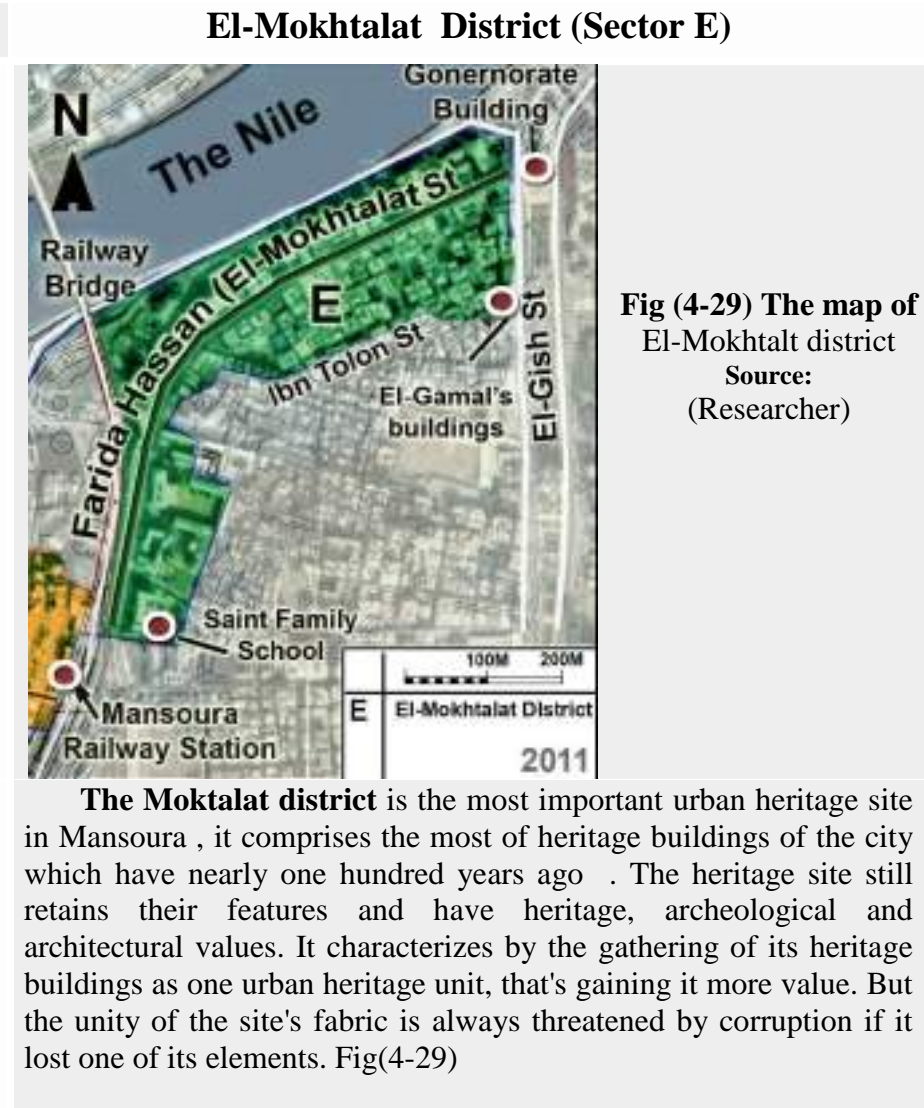 El-Mokhtalat District (Sector E)
Gonernorate
Building
N
The Nile
Railway
Bridge
Farida Hassan (El-Mokhtalat St
E
Ibn Tolon St
El-Gamal's
buildings
El-Gish St
Saint Family
School
Mansoura
Railway Station
100M 200M
E El-Mokhtalat District
2011
Fig (4-29) The map of
El-Mokhtalt district
Source:
(Researcher)
The Moktalat district is the most important urban heritage site
in Mansoura , it comprises the most of heritage buildings of the city
which have nearly one hundred years ago . The heritage site still
retains their features and have heritage, archeological and
architectural values. It characterizes by the gathering of its heritage
buildings as one urban heritage unit, that's gaining it more value. But
the unity of the site's fabric is always threatened by corruption if it
lost one of its elements. Fig(4-29)